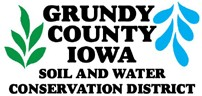 GRUNDY
COUNTY
IOWA
SOIL AND WATER
CONSERVATION DISTRICT